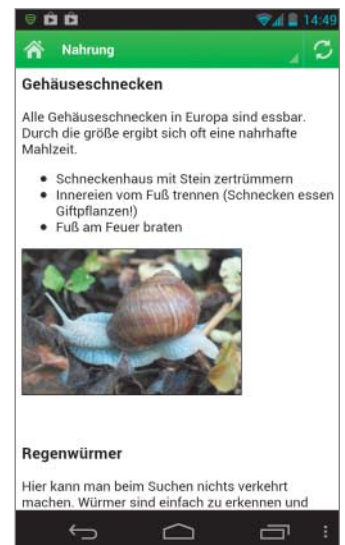 14:49
Nahrung
Gehäuseschnecken
Alle Gehäuseschnecken in Europa sind essbar.
Durch die größe ergibt sich oft eine nahrhafte
Mahlzeit.
Schneckenhaus mit Stein zertrümmern
Innereien vom Fuß trennen (Schnecken essen
Giftpflanzen!)
Fuß am Feuer braten
Regenwürmer
Hier kann man beim Suchen nichts verkehrt
machen. Würmer sind einfach zu erkennen und